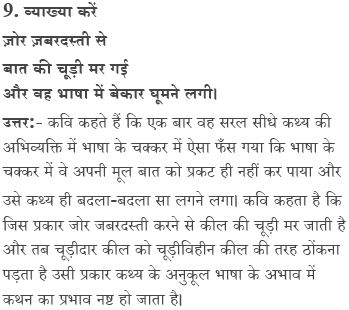 9. व्याख्या करें
ज़ोर ज़बरदस्ती से
बात की चूड़ी मर गई
और वह भाषा में बेकार घूमने लगी।
उत्तर:- कवि कहते हैं कि एक बार वह सरल सीधे कथ्य की
अभिव्यक्ति में भाषा के चक्कर में ऐसा फँस गया कि भाषा के
चक्कर में वे अपनी मूल बात को प्रकट ही नहीं कर पाया और
उसे कथ्य ही बदला-बदला सा लगने लगा। कवि कहता है कि
जिस प्रकार जोर जबरदस्ती करने से कील की चूड़ी मर जाती है
और तब चूड़ीदार कील को चूड़ीविहीन कील की तरह ठोंकना
पड़ता है उसी प्रकार कथ्य के अनुकूल भाषा के अभाव में
कथन का प्रभाव नष्ट हो जाता है।